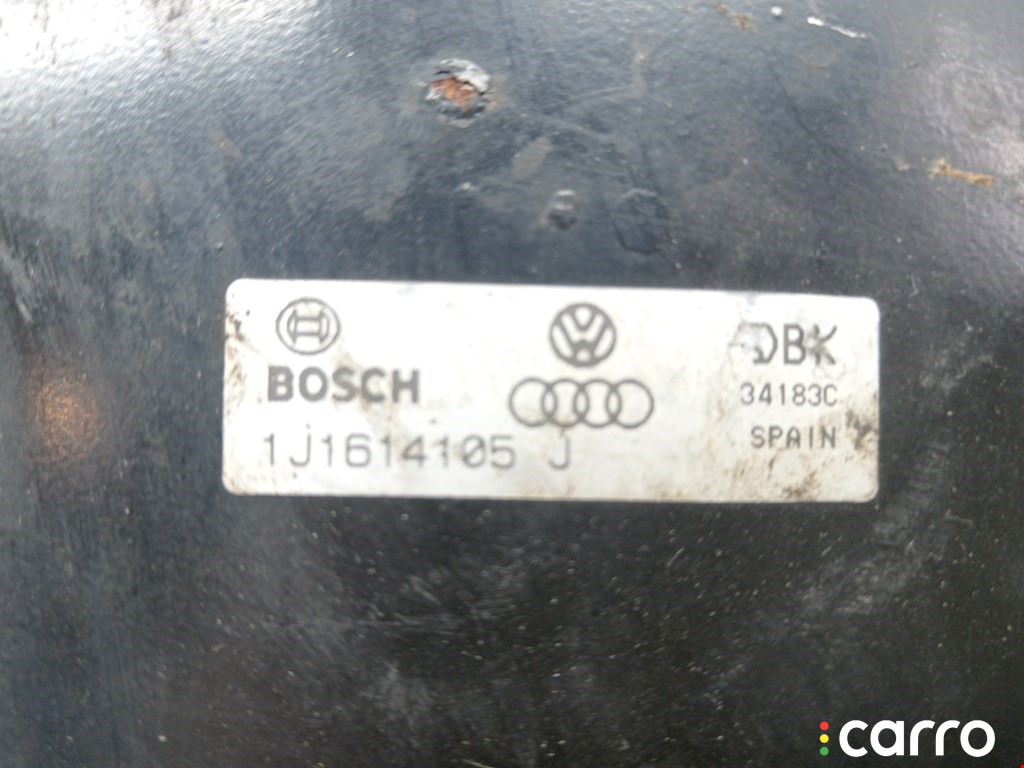 BOSCH
1J1614105 J
DBK
34183C
SPAIN
carro